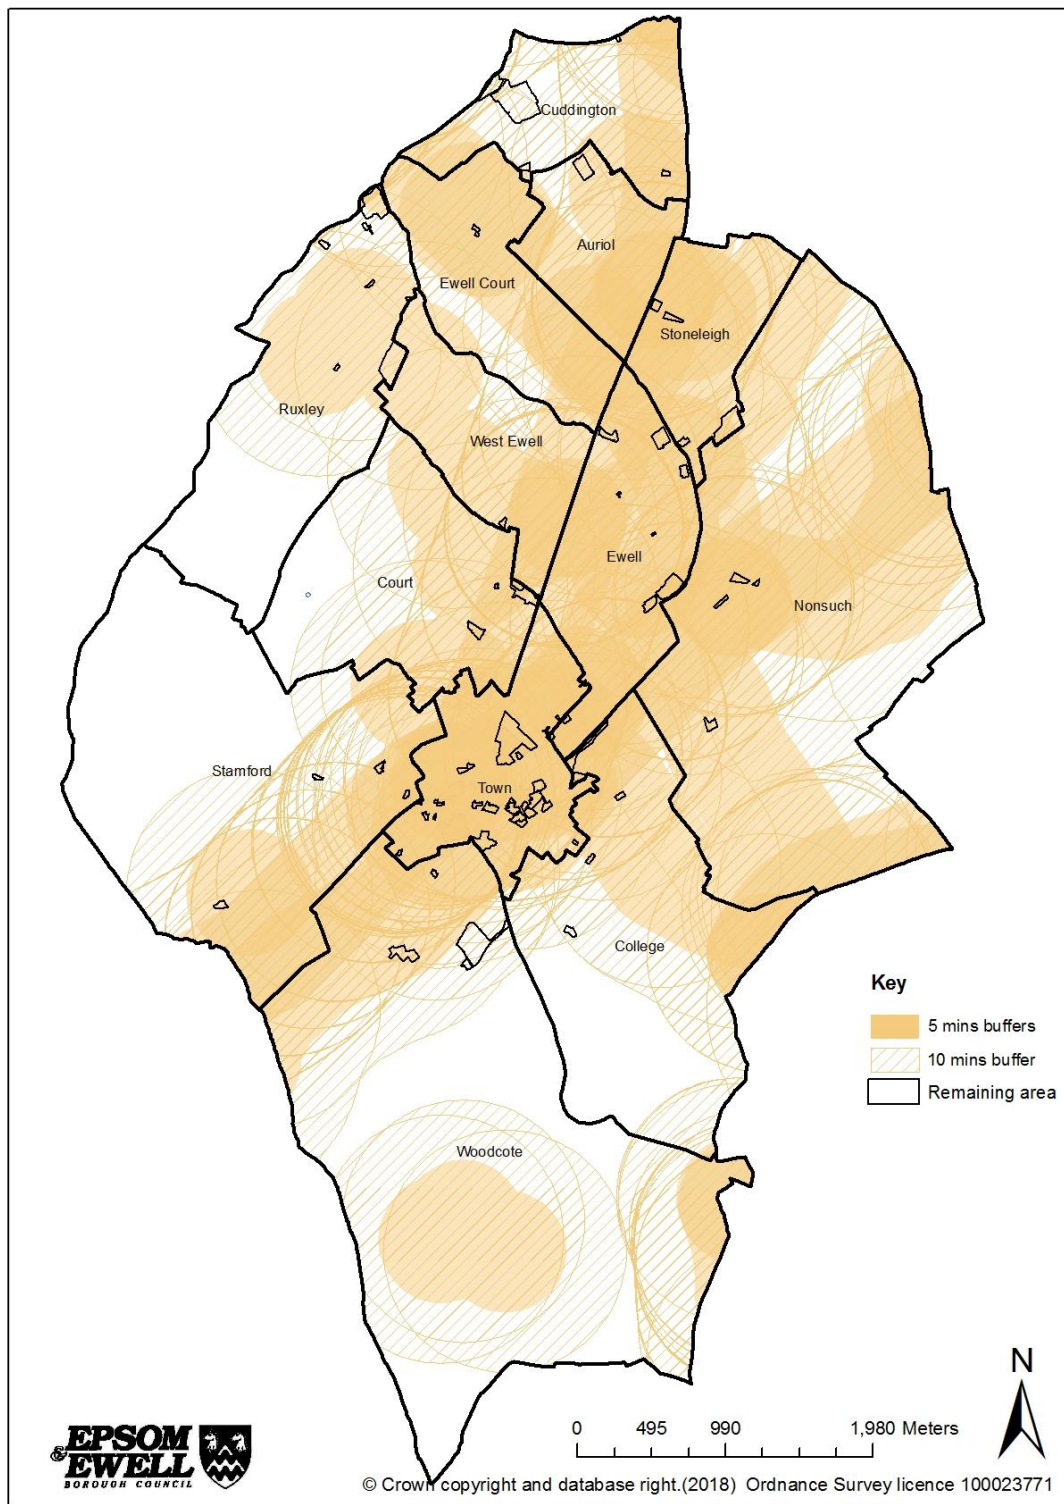 Cuddington
Auriol
Ewell Court
Stoneleigh
Ruxley
West Ewell
Ewell
Court
Nonsuch
Stamford
Town
College
Key
5 mins buffers
10 mins buffer
Remaining area
Woodcote
N
0 495 990 1,980 Meters
EPSOM
& EWELL
BOROUGH COUNCIL
© Crown copyright and database right.(2018) Ordnance Survey licence 100023771